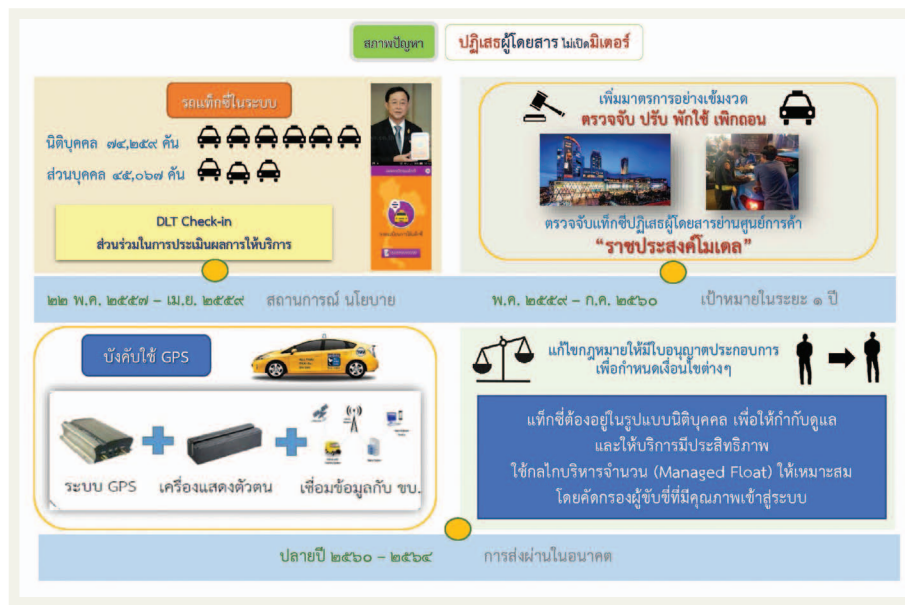 สภาพปัญหา
ปฏิเสธผู้โดยสาร ไม่เปิดมิเตอร์
รถแท็กซี่ในระบบ
นิติบุคคล ๗๔,๒๕๙ คัน
ส่วนบุคคล ๔๕,๐๖๗ คัน
DLT Check-in
ส่วนร่วมในการประเมินผลการให้บริการ
เพิ่มมาตรการอย่างเข้มงวด
ตรวจจับ ปรับ พักใช้ เพิกถอน
ตรวจจับแท็กซี่ปฏิเสธผู้โดยสารย่านศูนย์การค้า
“ราชประสงค์โมเดล”
๒๒ พ.ค. ๒๕๕๗ – เม.ย. ๒๕๕๙ สถานการณ์ นโยบาย
พ.ค. ๒๕๕๙ – ก.ค. ๒๕๖๐ เป้าหมายในระยะ ๑ ปี
บังคับใช้ GPS
ระบบ GPS
เครื่องแสดงตัวตน
เชื่อมข้อมูลกับ ขบ.
แก้ไขกฎหมายให้มีใบอนุญาตประกอบการ
เพื่อกำหนดเงื่อนไขต่างๆ
แท็กซี่ต้องอยู่ในรูปแบบนิติบุคคล เพื่อให้กำกับดูแล
และให้บริการมีประสิทธิภาพ
ใช้กลไกบริหารจำนวน (Managed Float) ให้เหมาะสม
โดยคัดกรองผู้ขับขี่ที่มีคุณภาพเข้าสู่ระบบ
ปลายปี ๒๕๖๐ – ๒๕๖๔ การส่งผ่านในอนาคต